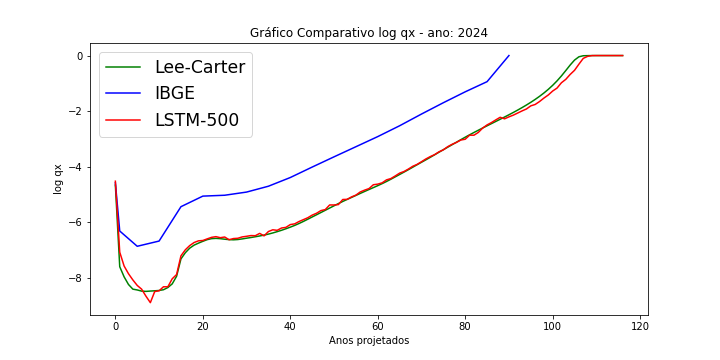 Gráfico Comparativo log qx - ano: 2024
Lee-Carter
IBGE
LSTM-500
log qx
0
−2
−4
−6
−8
0 20 40 60 80 100 120
Anos projetados